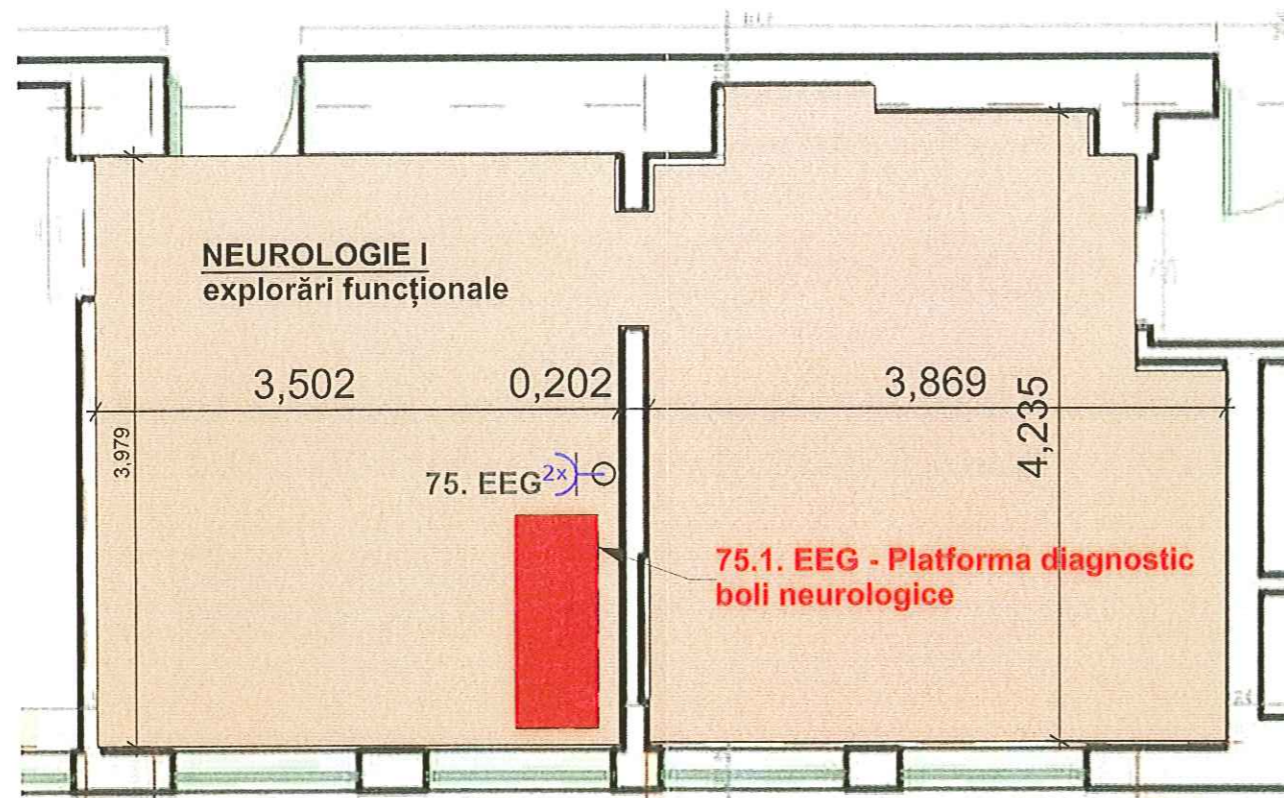 NEUROLOGIE I
explorări funcționale
3,502
0,202
3,869
4,235
3,979
75. EEG
2x
75.1. EEG - Platforma diagnostic
boli neurologice